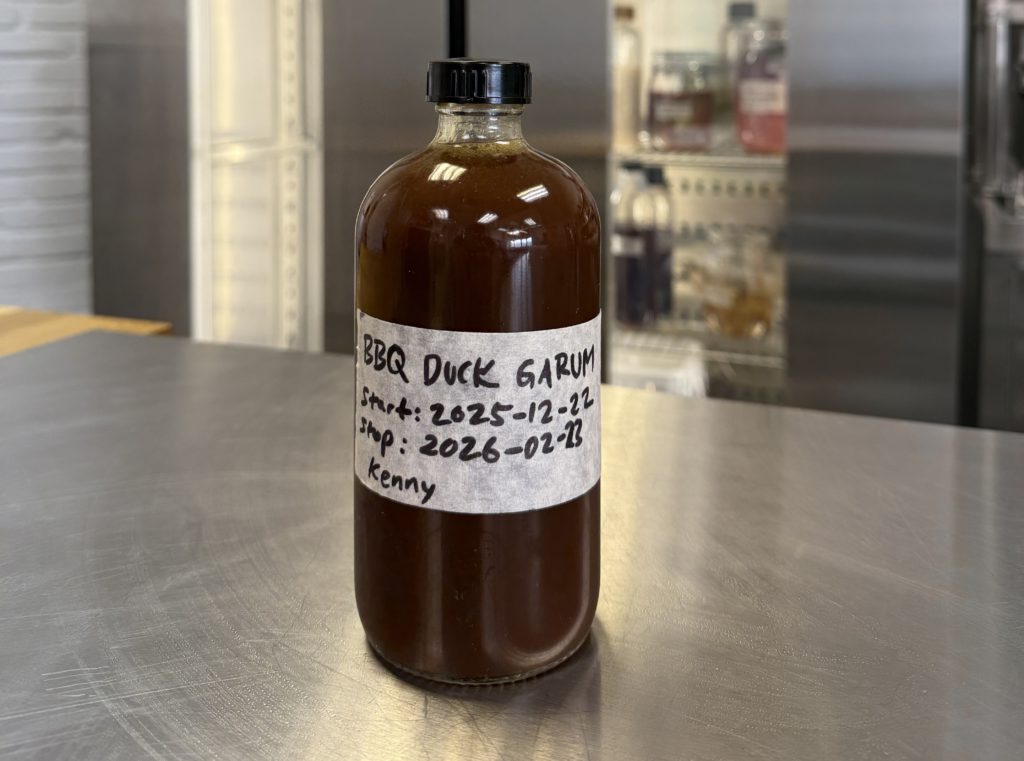 BBQ DUCK GARUM
start: 2025-12-22
stop: 2026-02-23
Kenny